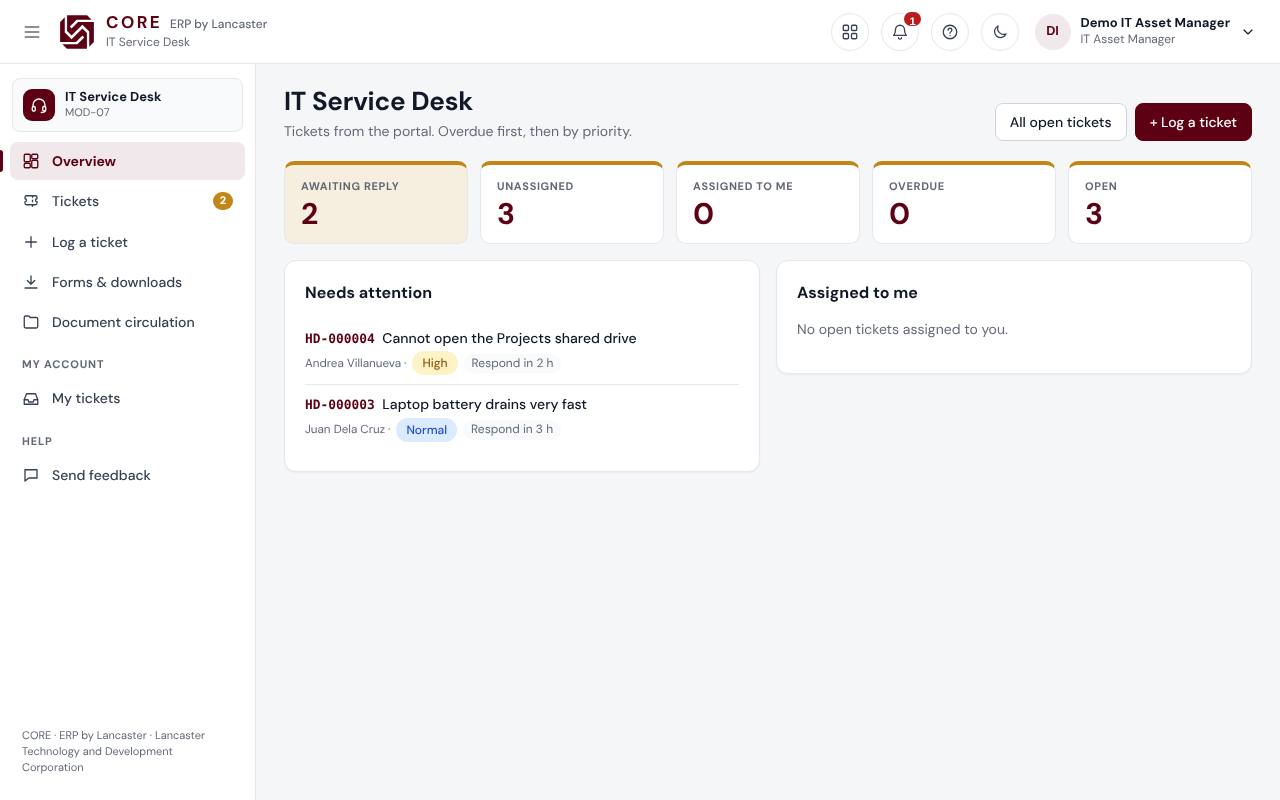 CORE ERP by Lancaster
IT Service Desk
1
DI
Demo IT Asset Manager
IT Asset Manager
IT Service Desk
MOD-07
Overview
Tickets 2
Log a ticket
Forms & downloads
Document circulation
MY ACCOUNT
My tickets
HELP
Send feedback
CORE · ERP by Lancaster · Lancaster
Technology and Development
Corporation
IT Service Desk
Tickets from the portal. Overdue first, then by priority.
All open tickets
+ Log a ticket
AWAITING REPLY
2
UNASSIGNED
3
ASSIGNED TO ME
0
OVERDUE
0
OPEN
3
Needs attention
HD-000004 Cannot open the Projects shared drive
Andrea Villanueva · High Respond in 2 h
HD-000003 Laptop battery drains very fast
Juan Dela Cruz · Normal Respond in 3 h
Assigned to me
No open tickets assigned to you.